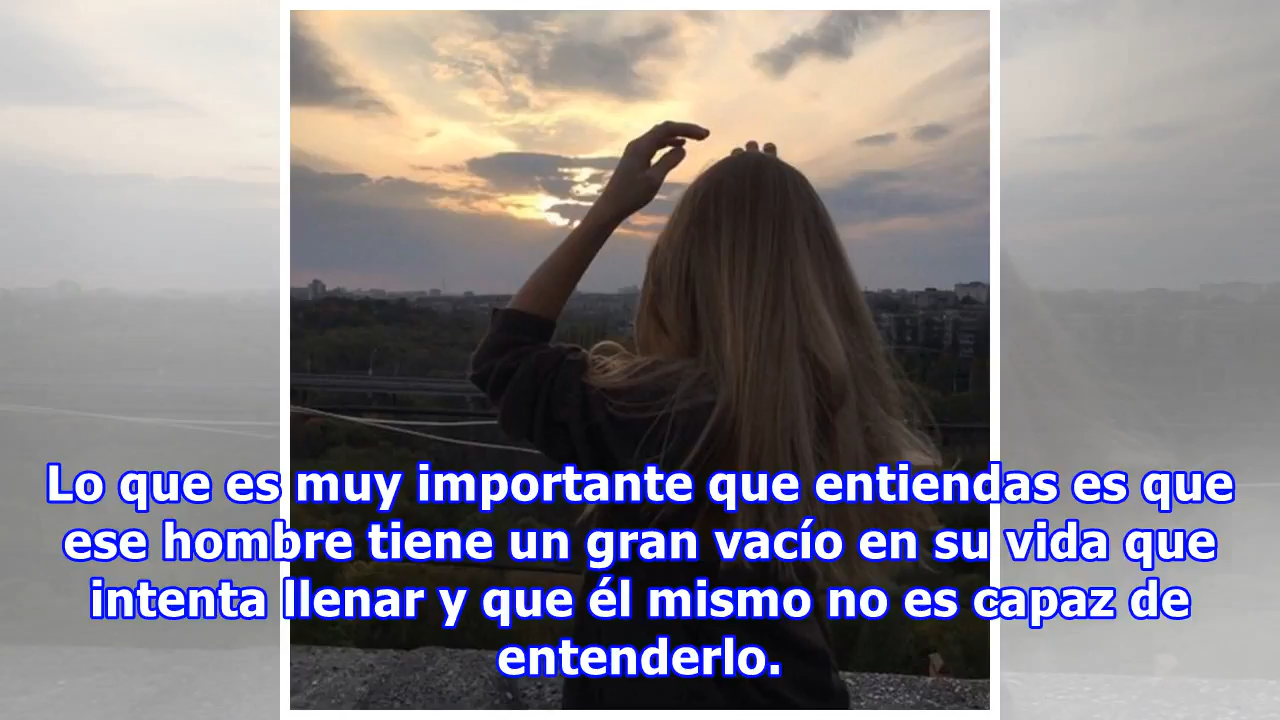 Lo que es muy importante que entiendas es que
ese hombre tiene un gran vacío en su vida que
intenta llenar y que él mismo no es capaz de
entenderlo.